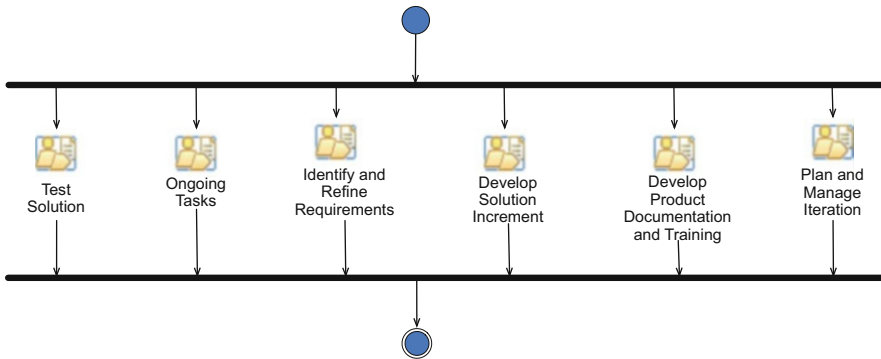 Test
Solution
Ongoing
Tasks
Identify and
Refine
Requirements
Develop
Solution
Increment
Develop
Product
Documentation
and Training
Plan and
Manage
Iteration